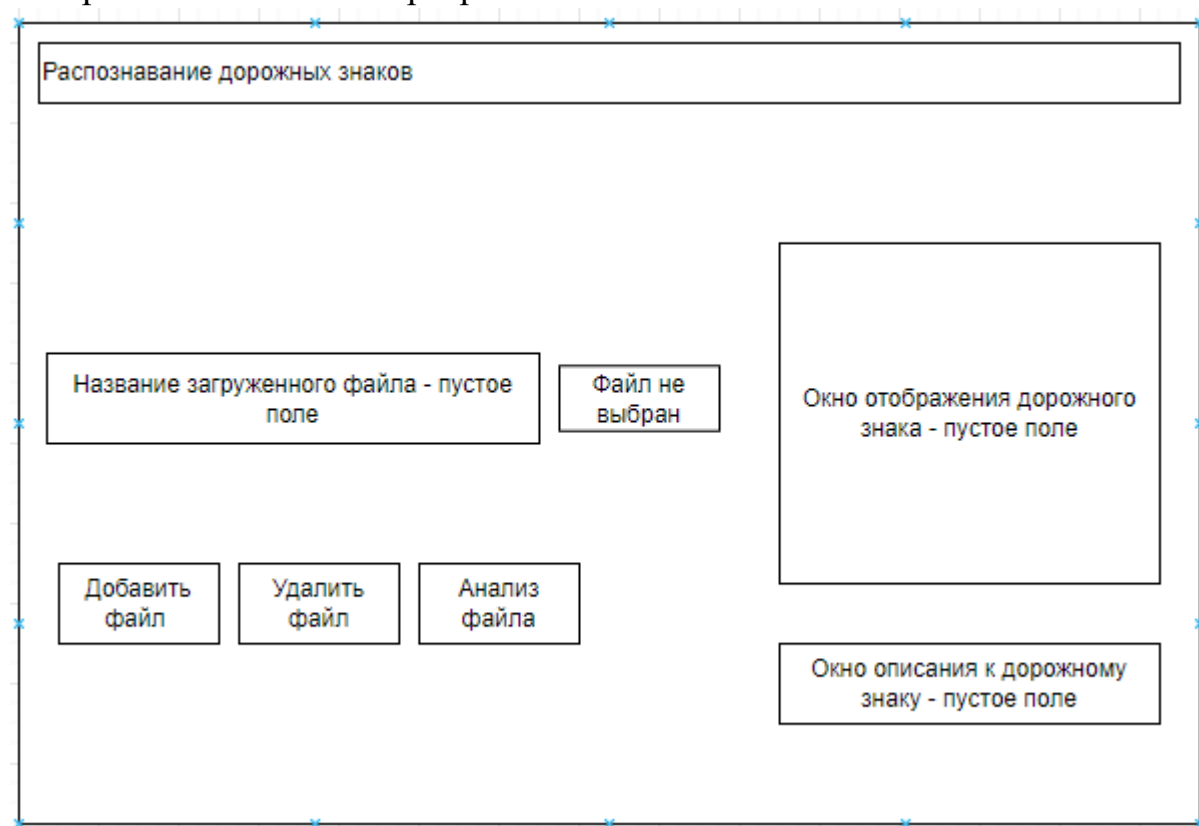 Распознавание дорожных знаков
Название загруженного файла - пустое
поле
Файл не
выбран
Окно отображения дорожного
знака - пустое поле
Добавить
файл
Удалить
файл
Анализ
файла
Окно описания к дорожному
знаку - пустое поле